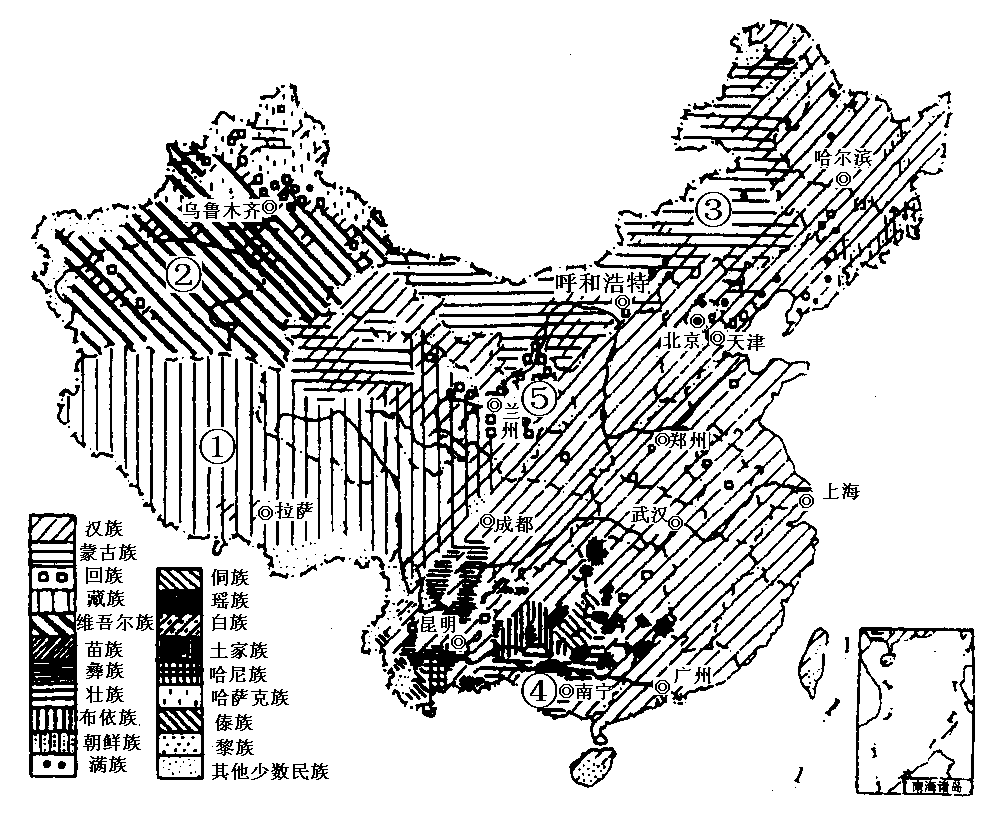 哈尔滨
乌鲁木齐
③
②
呼和浩特
北京
天津
⑤
兰
州
①
郑州
上海
拉萨
成都
武汉
昆明
广州
④
南宁
汉族
蒙古族
回族
藏族
维吾尔族
苗族
彝族
壮族
布依族
朝鲜族
满族
侗族
瑶族
白族
土家族
哈尼族
哈萨克族
傣族
黎族
其他少数民族
南海诸岛